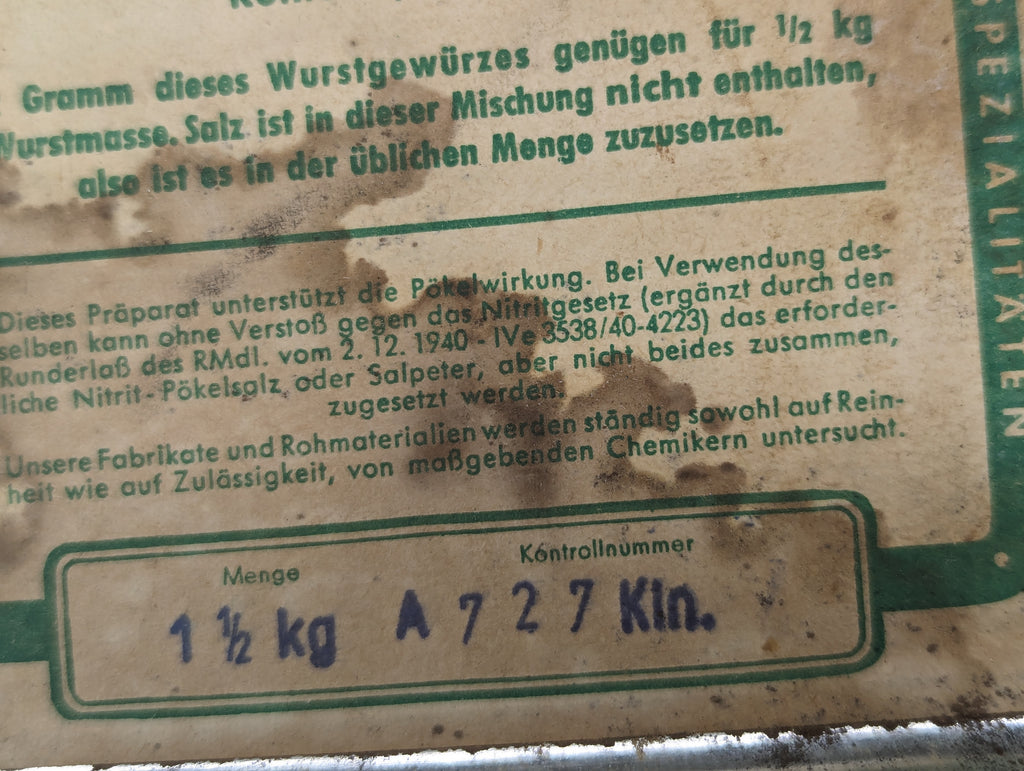 Gramm dieses Wurstgewürzes genügen für 1/2 kg
Wurstmasse. Salz ist in dieser Mischung nicht enthalten,
also ist es in der üblichen Menge zuzusetzen.
Dieses Präparat unterstützt die Pökelwirkung. Bei Verwendung des-
selben kann ohne Verstoß gegen das Nitritgesetz (ergänzt durch den
Runderlaß des RMdI. vom 2. 12. 1940 - IVe 3538/40-4223) das erforder-
liche Nitrit-Pökelsalz oder Salpeter, aber nicht beides zusammen,
zugesetzt werden.
Unsere Fabrikate und Rohmaterialien werden ständig sowohl auf Rein-
heit wie auf Zulässigkeit, von maßgebenden Chemikern untersucht.
Menge
Kontrollnummer
1 ½ kg
A 727 Kln.
SPEZIALITÄTEN